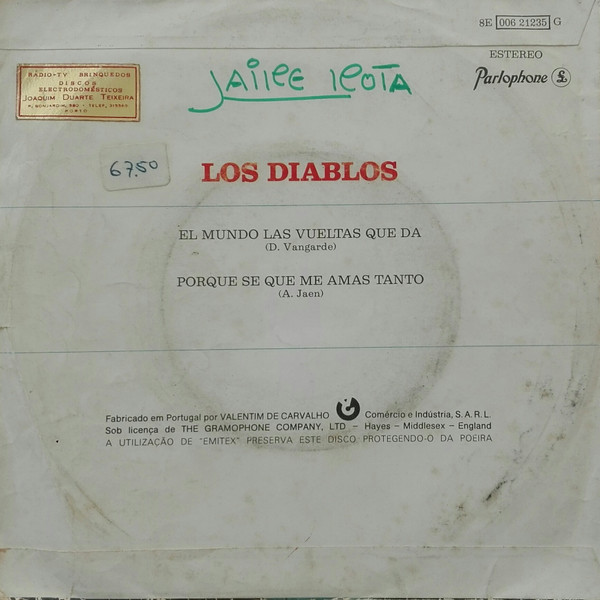 8E 006 21235 G
ESTEREO
Parlophone
RADIO-TV BRINQUEDOS
DISCOS
ELECTRODOMÉSTICOS
JOAQUIM DUARTE TEIXEIRA
PORTO
67.50
LOS DIABLOS
EL MUNDO LAS VUELTAS QUE DA
(D. Vangarde)
PORQUE SE QUE ME AMAS TANTO
(A. Jaen)
Fabricado em Portugal por VALENTIM DE CARVALHO Comércio e Indústria, S. A. R. L.
Sob licença de THE GRAMOPHONE COMPANY, LTD — Hayes — Middlesex — England
A UTILIZAÇÃO DE "EMITEX" PRESERVA ESTE DISCO PROTEGENDO-O DA POEIRA